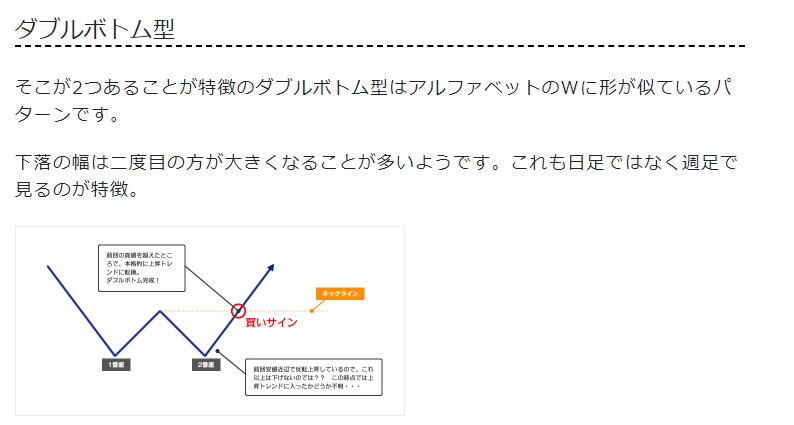 ダブルボトム型
そこが2つあることが特徴のダブルボトム型はアルファベットのWに形が似ているパ
ターンです。
下落の幅は二度目の方が大きくなることが多いようです。これも日足ではなく週足で
見るのが特徴。
前回の高値を超えたとこ
ろで、本格的に上昇トレ
ンドに転換。
ダブルボトム完成！
ネックライン
買いサイン
1番底
2番底
前回安値近辺で反転上昇しているので、これ
以上は下げないのでは？？　この時点では上
昇トレンドに入ったかどうか不明・・・